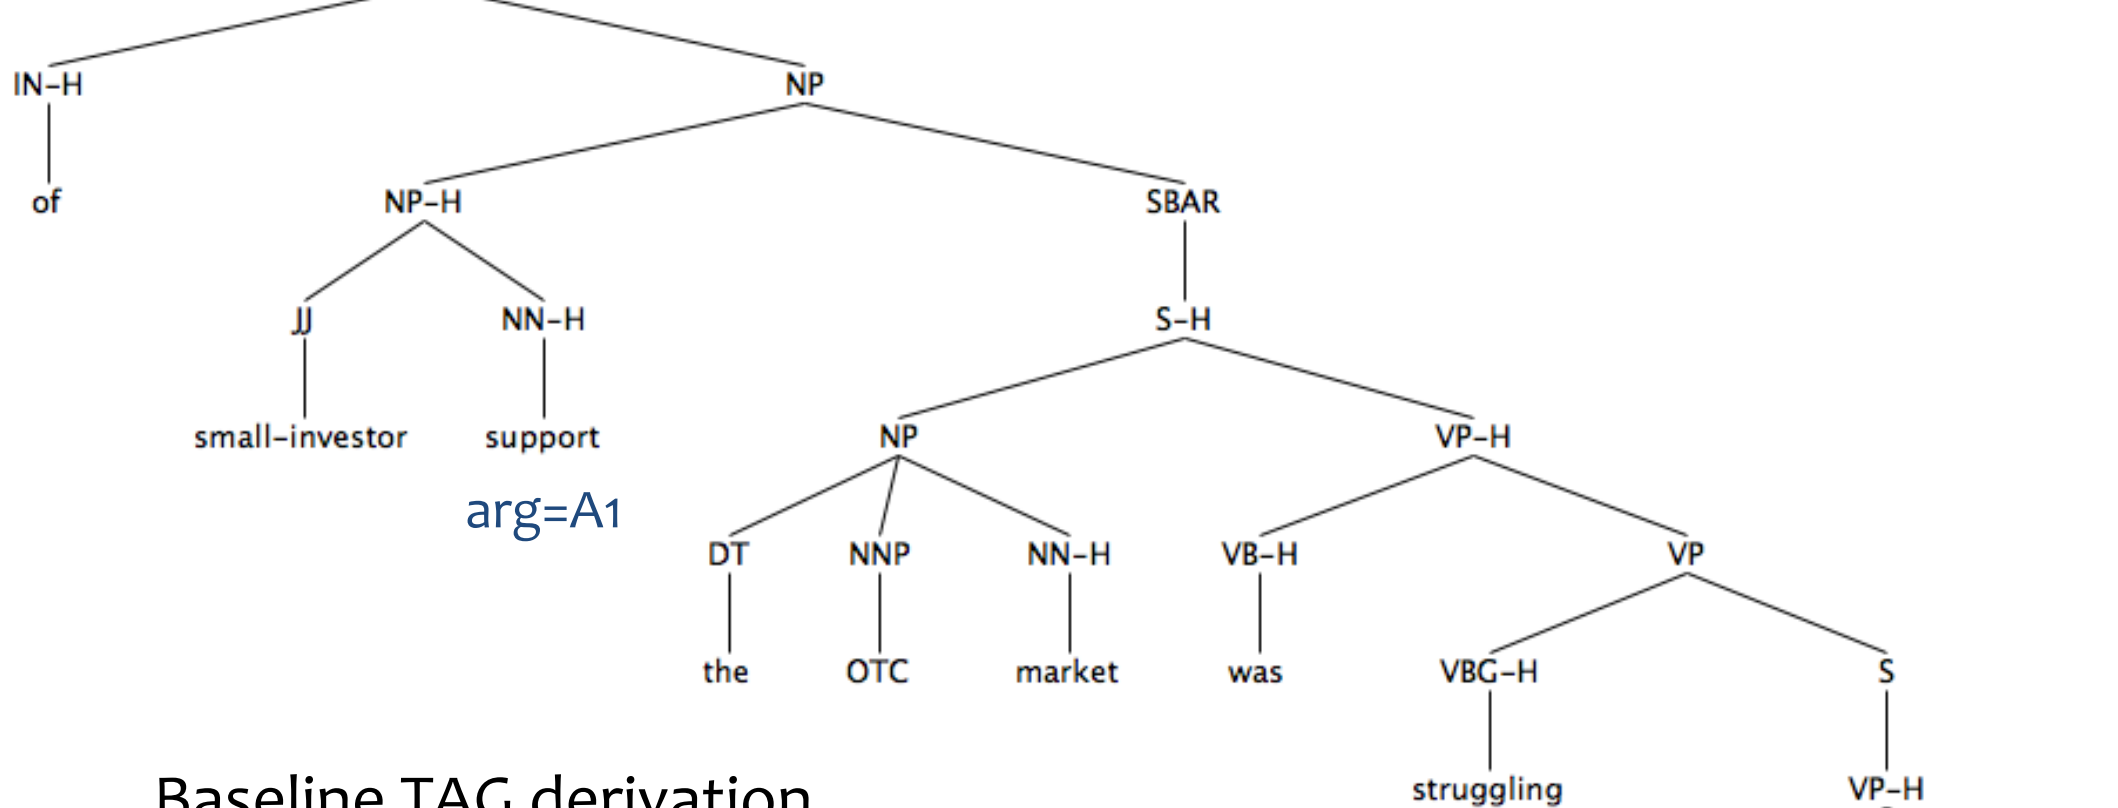 IN-H NP
of NP-H SBAR
JJ NN-H S-H
small-investor support NP VP-H
arg=A1
DT NNP NN-H VB-H VP
the OTC market was VBG-H S
struggling VP-H
Baseline TAG derivation